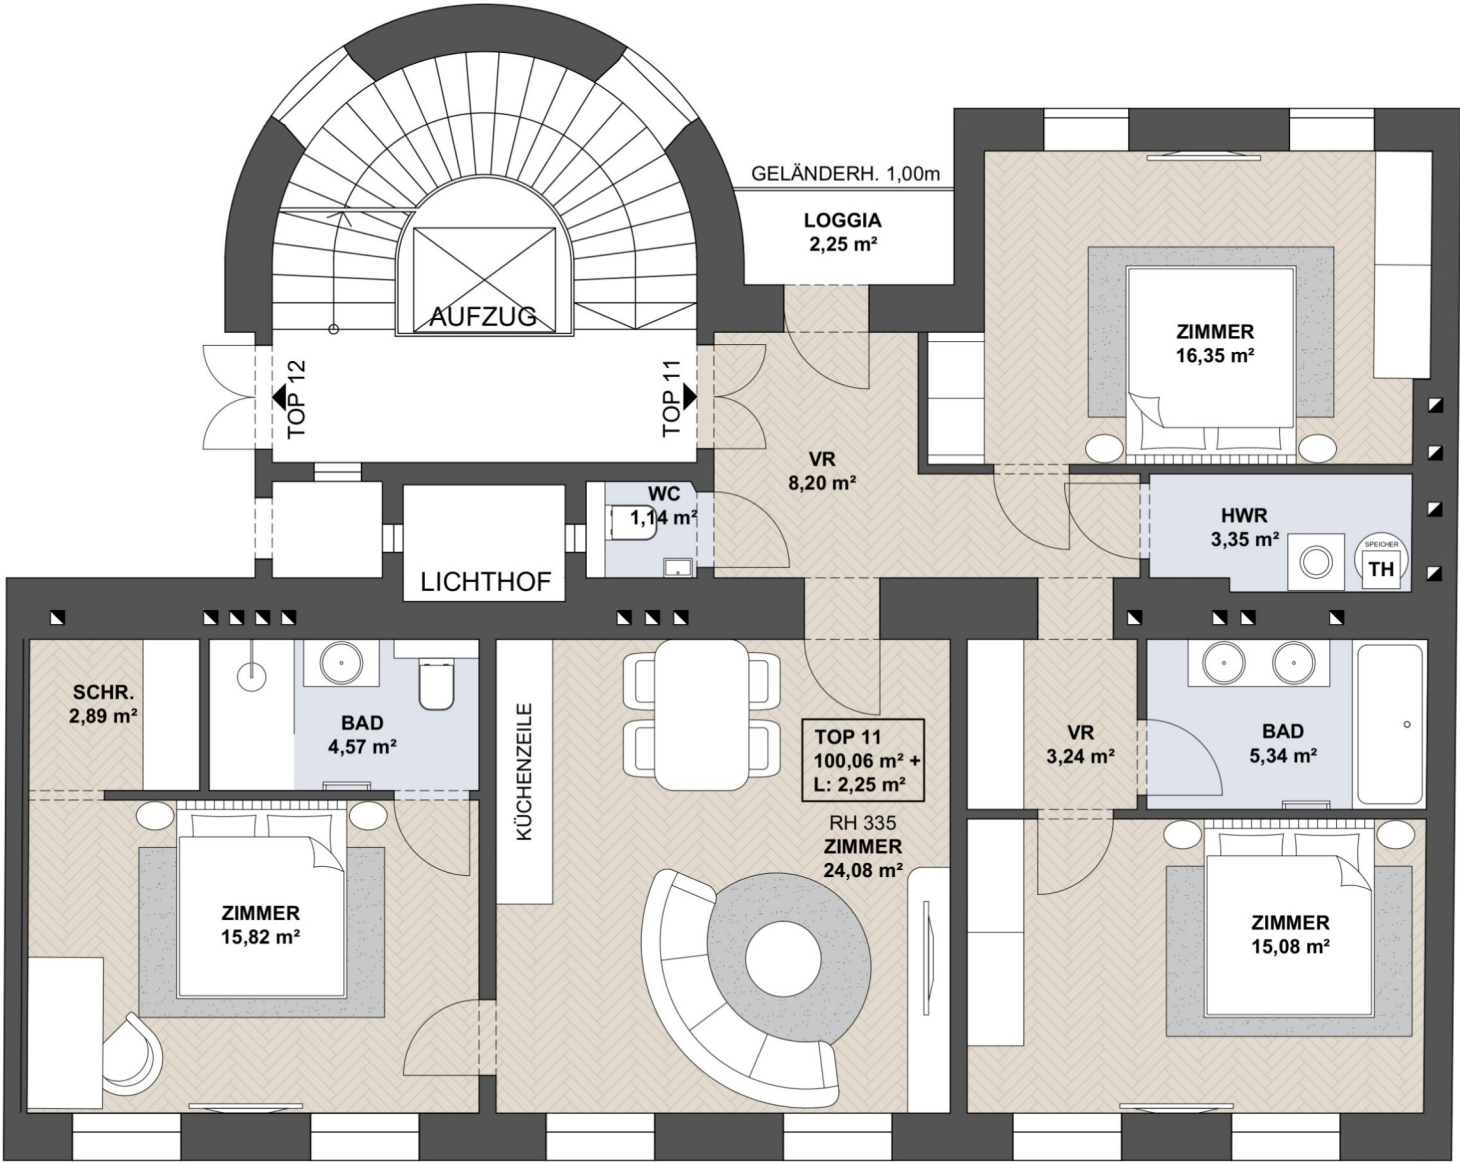 GELÄNDERH. 1,00m
LOGGIA
2,25 m²
AUFZUG
TOP 12
TOP 11
ZIMMER
16,35 m²
VR
8,20 m²
WC
1,14 m²
HWR
3,35 m²
SPEICHER
TH
LICHTHOF
SCHR.
2,89 m²
BAD
4,57 m²
KÜCHENZEILE
TOP 11
100,06 m² +
L: 2,25 m²
RH 335
ZIMMER
24,08 m²
VR
3,24 m²
BAD
5,34 m²
ZIMMER
15,82 m²
ZIMMER
15,08 m²